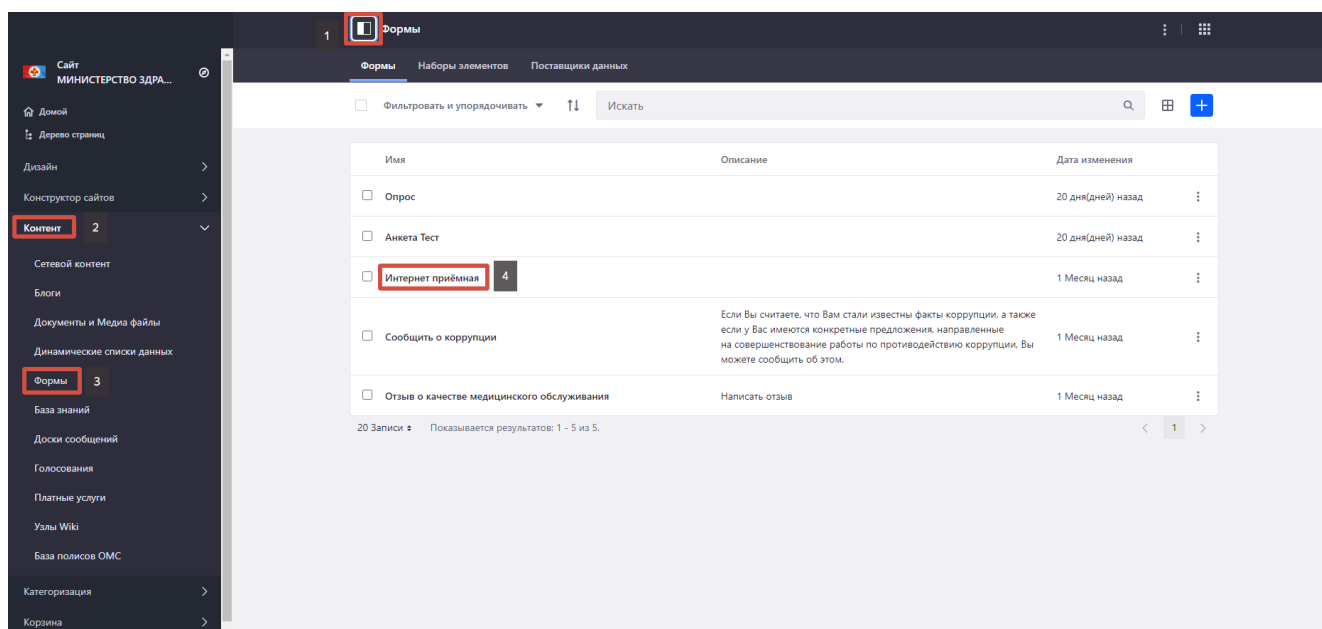 1
Формы
Сайт
МИНИСТЕРСТВО ЗДРА...
Домой
Дерево страниц
Дизайн
Конструктор сайтов
Контент 2
Сетевой контент
Блоги
Документы и Медиа файлы
Динамические списки данных
Формы 3
База знаний
Доски сообщений
Голосования
Платные услуги
Узлы Wiki
База полисов ОМС
Категоризация
Корзина
Формы Наборы элементов Поставщики данных
Фильтровать и упорядочивать Искать
Имя Описание Дата изменения
Опрос 20 дня(дней) назад
Анкета Тест 20 дня(дней) назад
Интернет приёмная 4 1 Месяц назад
Сообщить о коррупции
Если Вы считаете, что Вам стали известны факты коррупции, а также
если у Вас имеются конкретные предложения, направленные
на совершенствование работы по противодействию коррупции, Вы
можете сообщить об этом.
1 Месяц назад
Отзыв о качестве медицинского обслуживания Написать отзыв 1 Месяц назад
20 Записи Показывается результатов: 1 - 5 из 5. 1